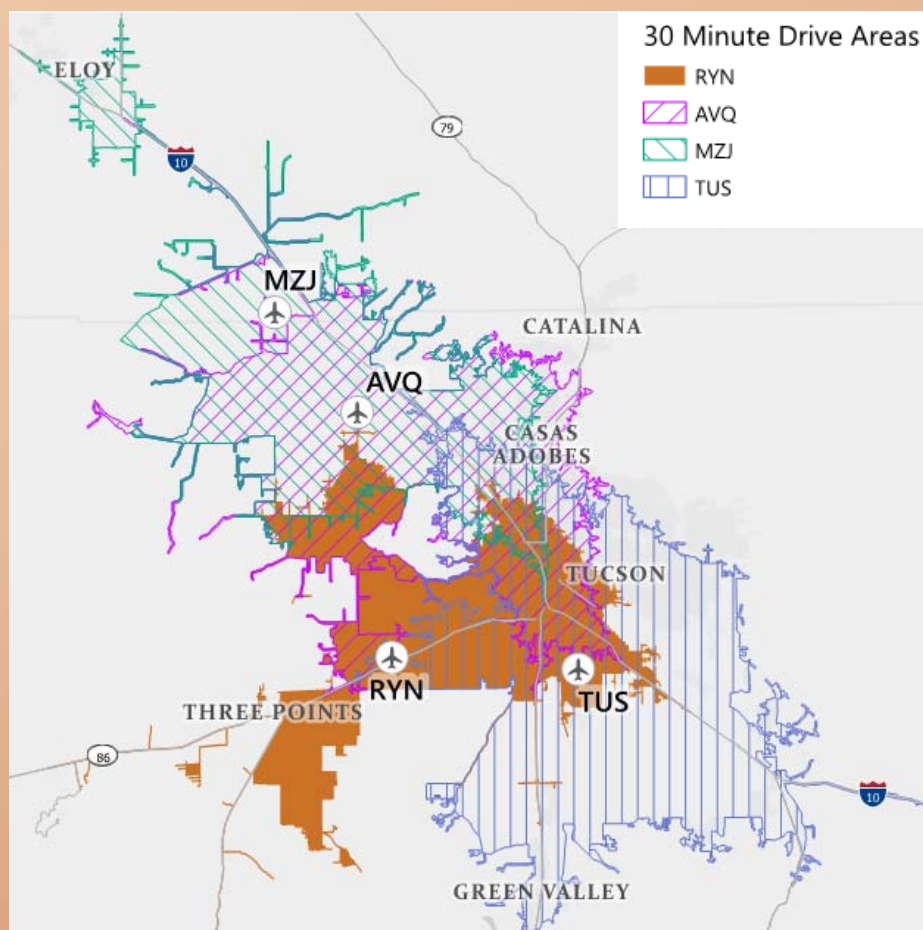 30 Minute Drive Areas
RYN
AVQ
MZJ
TUS
ELOY
79
10
MZJ
CATALINA
AVQ
CASAS
ADOBES
TUCSON
RYN
TUS
THREE POINTS
86
10
GREEN VALLEY